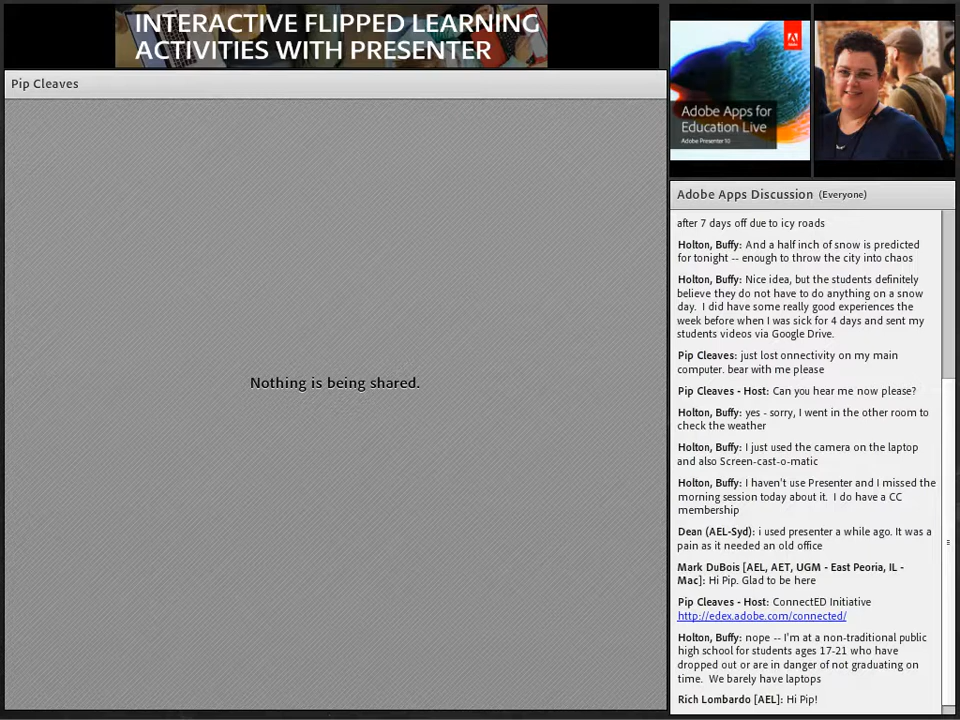 INTERACTIVE FLIPPED LEARNING
ACTIVITIES WITH PRESENTER
Pip Cleaves
Nothing is being shared.
Adobe
Adobe Apps for
Education Live
Adobe Presenter 10
Adobe Apps Discussion (Everyone)
after 7 days off due to icy roads
Holton, Buffy: And a half inch of snow is predicted
for tonight -- enough to throw the city into chaos
Holton, Buffy: Nice idea, but the students definitely
believe they do not have to do anything on a snow
day. I did have some really good experiences the
week before when I was sick for 4 days and sent my
students videos via Google Drive.
Pip Cleaves: just lost onnectivity on my main
computer. bear with me please
Pip Cleaves - Host: Can you hear me now please?
Holton, Buffy: yes - sorry, I went in the other room to
check the weather
Holton, Buffy: I just used the camera on the laptop
and also Screen-cast-o-matic
Holton, Buffy: I haven't use Presenter and I missed the
morning session today about it. I do have a CC
membership
Dean (AEL-Syd): i used presenter a while ago. It was a
pain as it needed an old office
Mark DuBois [AEL, AET, UGM - East Peoria, IL -
Mac]: Hi Pip. Glad to be here
Pip Cleaves - Host: ConnectED Initiative
http://edex.adobe.com/connected/
Holton, Buffy: nope -- I'm at a non-traditional public
high school for students ages 17-21 who have
dropped out or are in danger of not graduating on
time. We barely have laptops
Rich Lombardo [AEL]: Hi Pip!